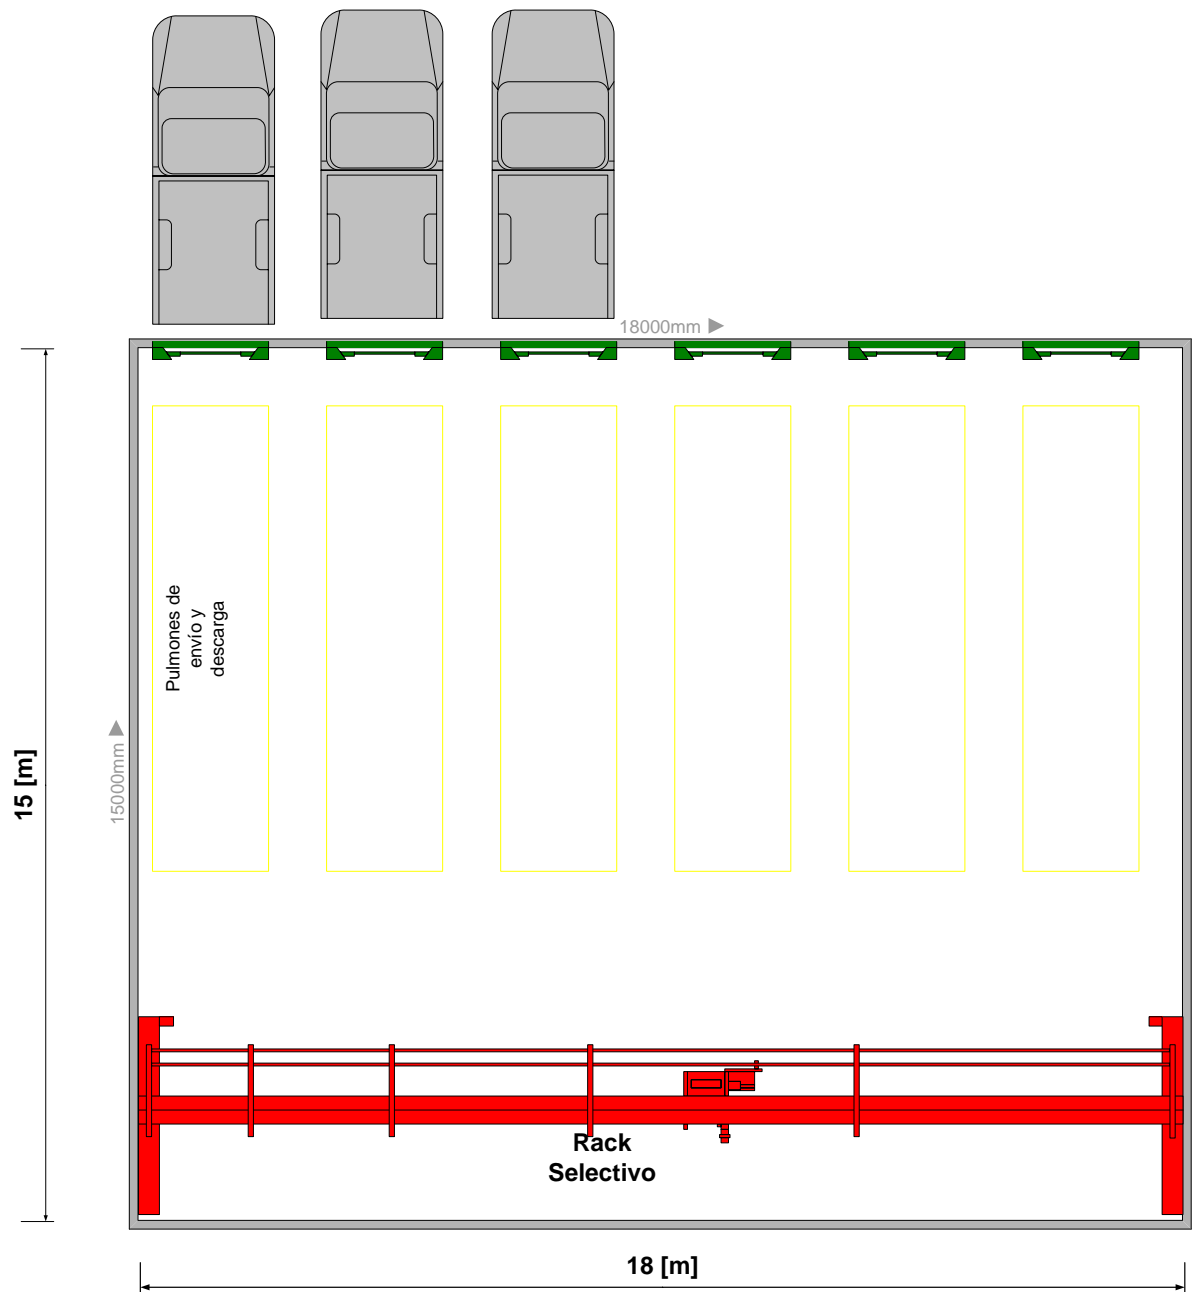 18000mm
Pulmones de
envío y
descarga
15000mm
15 [m]
Rack
Selectivo
18 [m]